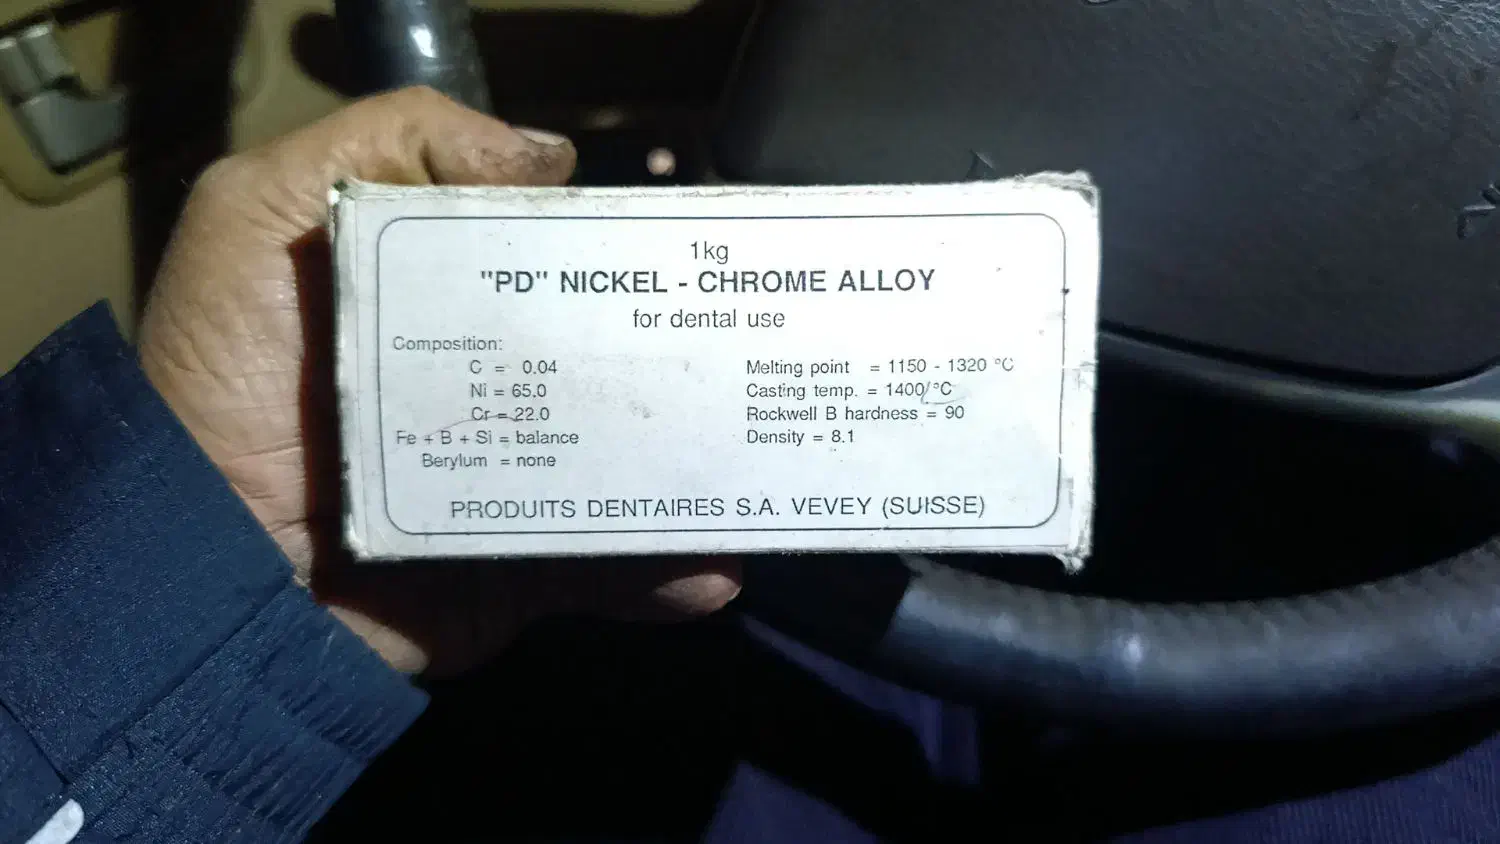 1kg
"PD" NICKEL - CHROME ALLOY
for dental use
Composition:
C = 0.04
Ni = 65.0
Cr = 22.0
Fe + B + Si = balance
Berylum = none
Melting point = 1150 - 1320 °C
Casting temp. = 1400/°C
Rockwell B hardness = 90
Density = 8.1
PRODUITS DENTAIRES S.A. VEVEY (SUISSE)